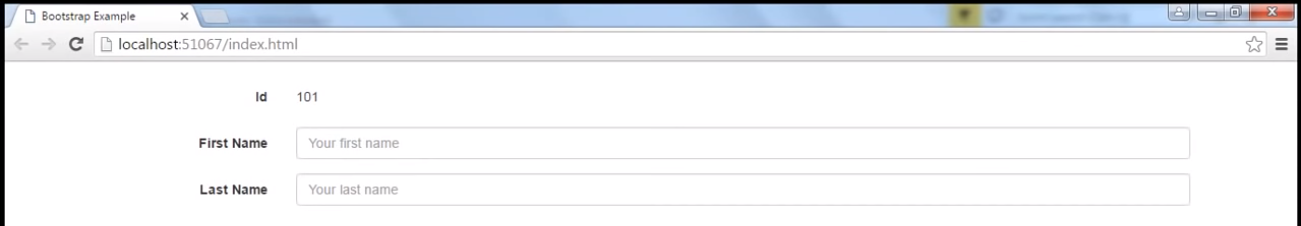 Bootstrap Example
localhost:51067/index.html
Id 101
First Name Your first name
Last Name Your last name